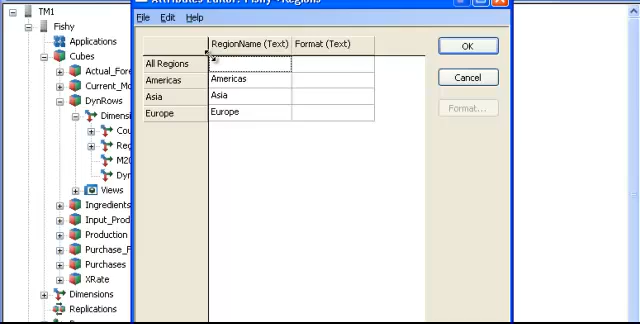 TM1
Fishy
Applications
Cubes
Actual_Fore
Current_Mo
DynRows
Dimensi
Cou
Reg
M20
Dyr
Views
Ingredients
Input_Prod
Production
Purchase_F
Purchases
XRate
Dimensions
Replications
Attributes Editor: Fishy->Regions
File Edit Help
RegionName (Text) Format (Text)
All Regions
Americas Americas
Asia Asia
Europe Europe
OK
Cancel
Format...